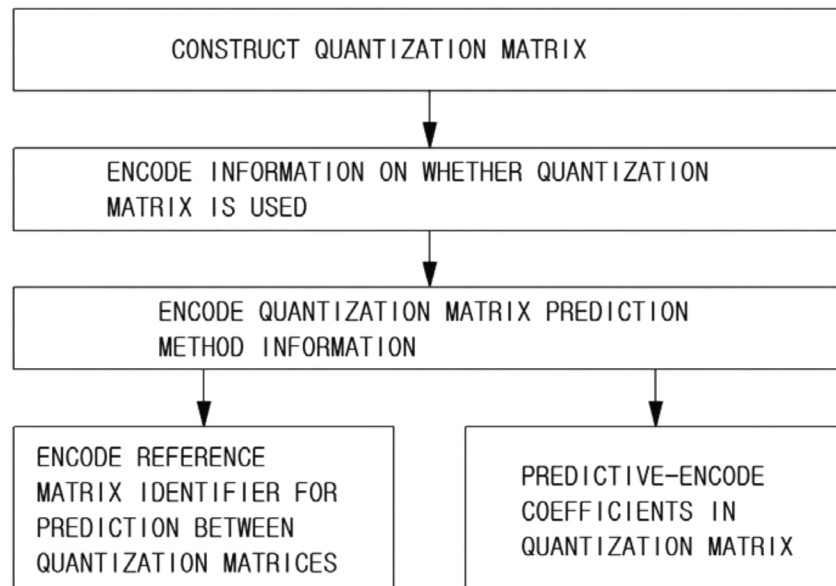 CONSTRUCT QUANTIZATION MATRIX
ENCODE INFORMATION ON WHETHER QUANTIZATION
MATRIX IS USED
ENCODE QUANTIZATION MATRIX PREDICTION
METHOD INFORMATION
ENCODE REFERENCE
MATRIX IDENTIFIER FOR
PREDICTION BETWEEN
QUANTIZATION MATRICES
PREDICTIVE-ENCODE
COEFFICIENTS IN
QUANTIZATION MATRIX